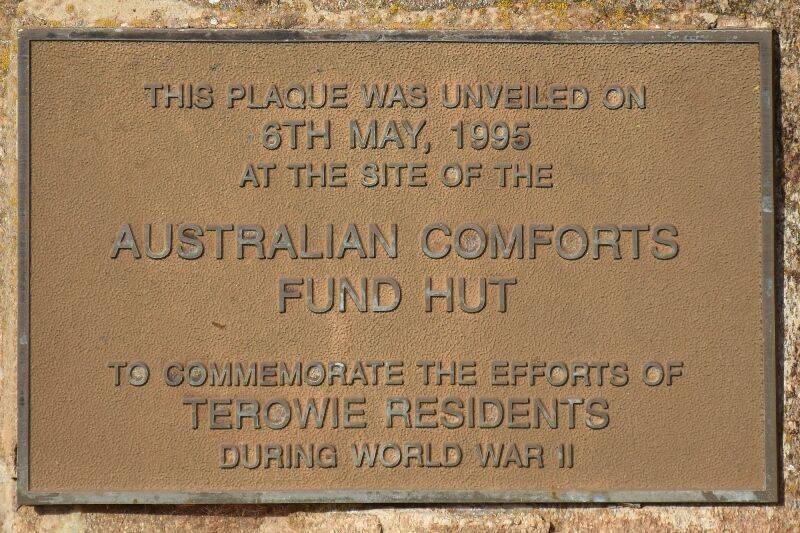 THIS PLAQUE WAS UNVEILED ON
6TH MAY, 1995
AT THE SITE OF THE
AUSTRALIAN COMFORTS
FUND HUT
TO COMMEMORATE THE EFFORTS OF
TEROWIE RESIDENTS
DURING WORLD WAR II